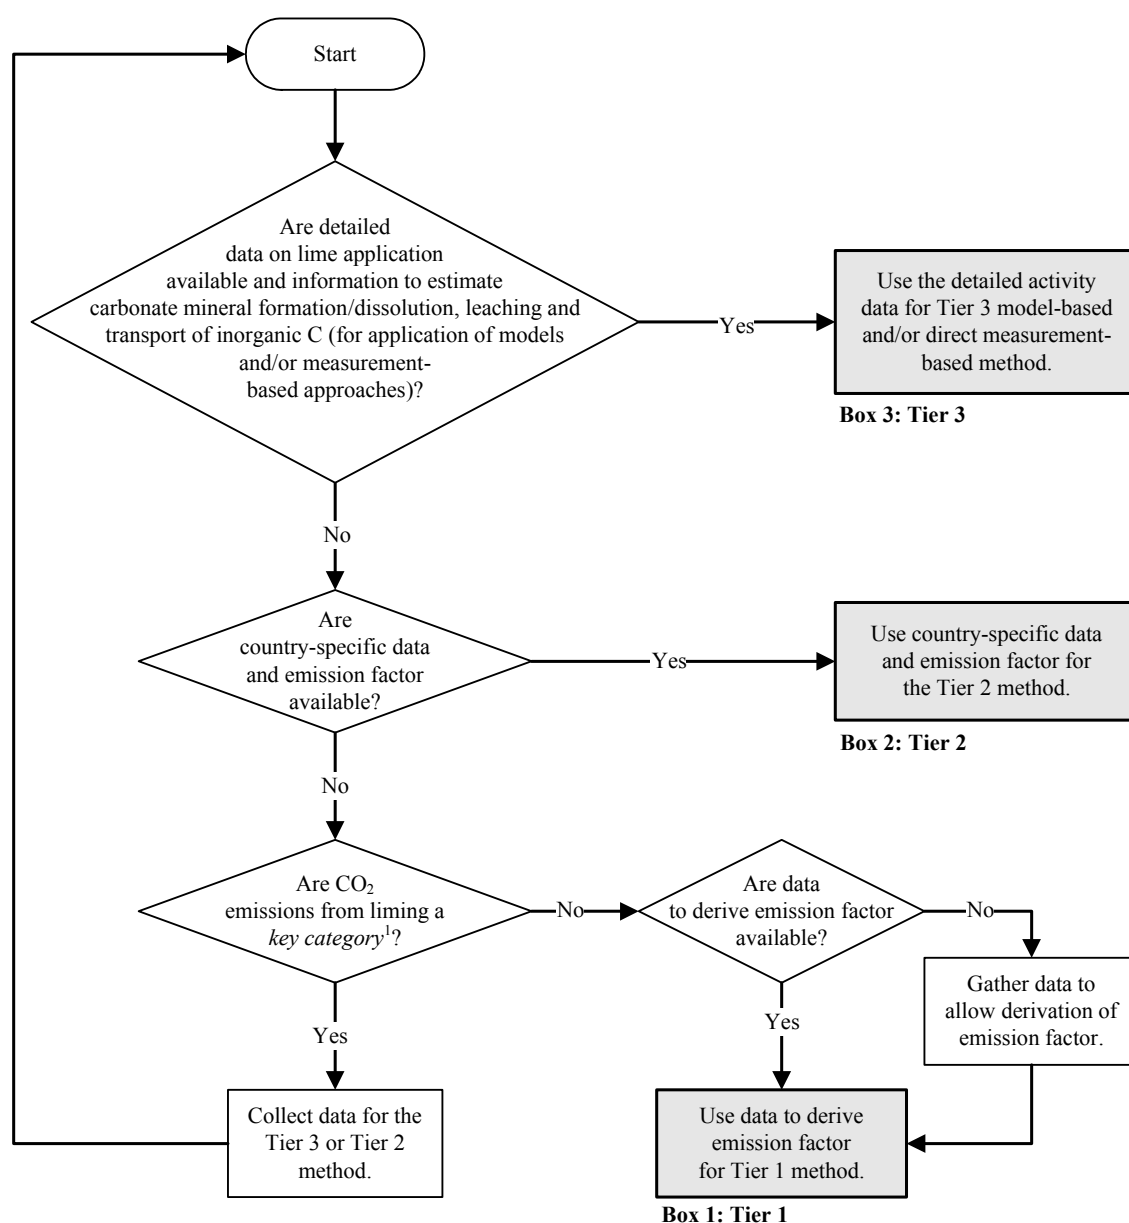 Start
Are detailed
data on lime application
available and information to estimate
carbonate mineral formation/dissolution, leaching and
transport of inorganic C (for application of models
and/or measurement-
based approaches)?
Yes
Use the detailed activity
data for Tier 3 model-based
and/or direct measurement-
based method.
Box 3: Tier 3
No
Are
country-specific data
and emission factor
available?
Yes
Use country-specific data
and emission factor for
the Tier 2 method.
Box 2: Tier 2
No
Are CO₂
emissions from liming a
key category¹?
No
Are data
to derive emission factor
available?
No
Gather data to
allow derivation of
emission factor.
Yes
Yes
Collect data for the
Tier 3 or Tier 2
method.
Use data to derive
emission factor
for Tier 1 method.
Box 1: Tier 1